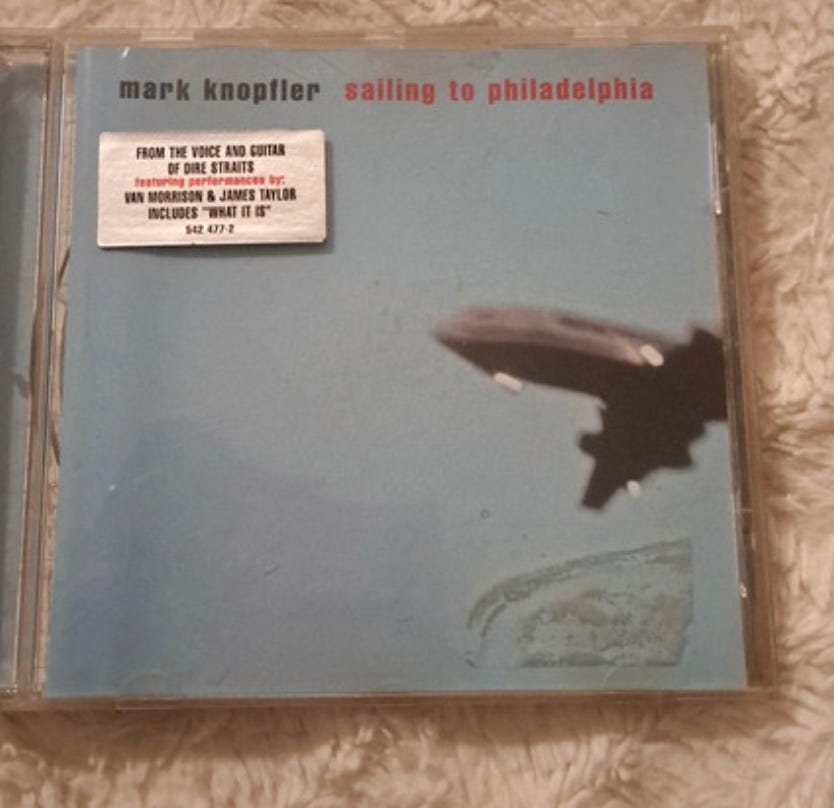 mark knopfler sailing to philadelphia
FROM THE VOICE AND GUITAR
OF DIRE STRAITS
featuring performances by:
VAN MORRISON & JAMES TAYLOR
INCLUDES "WHAT IT IS"
542 477-2